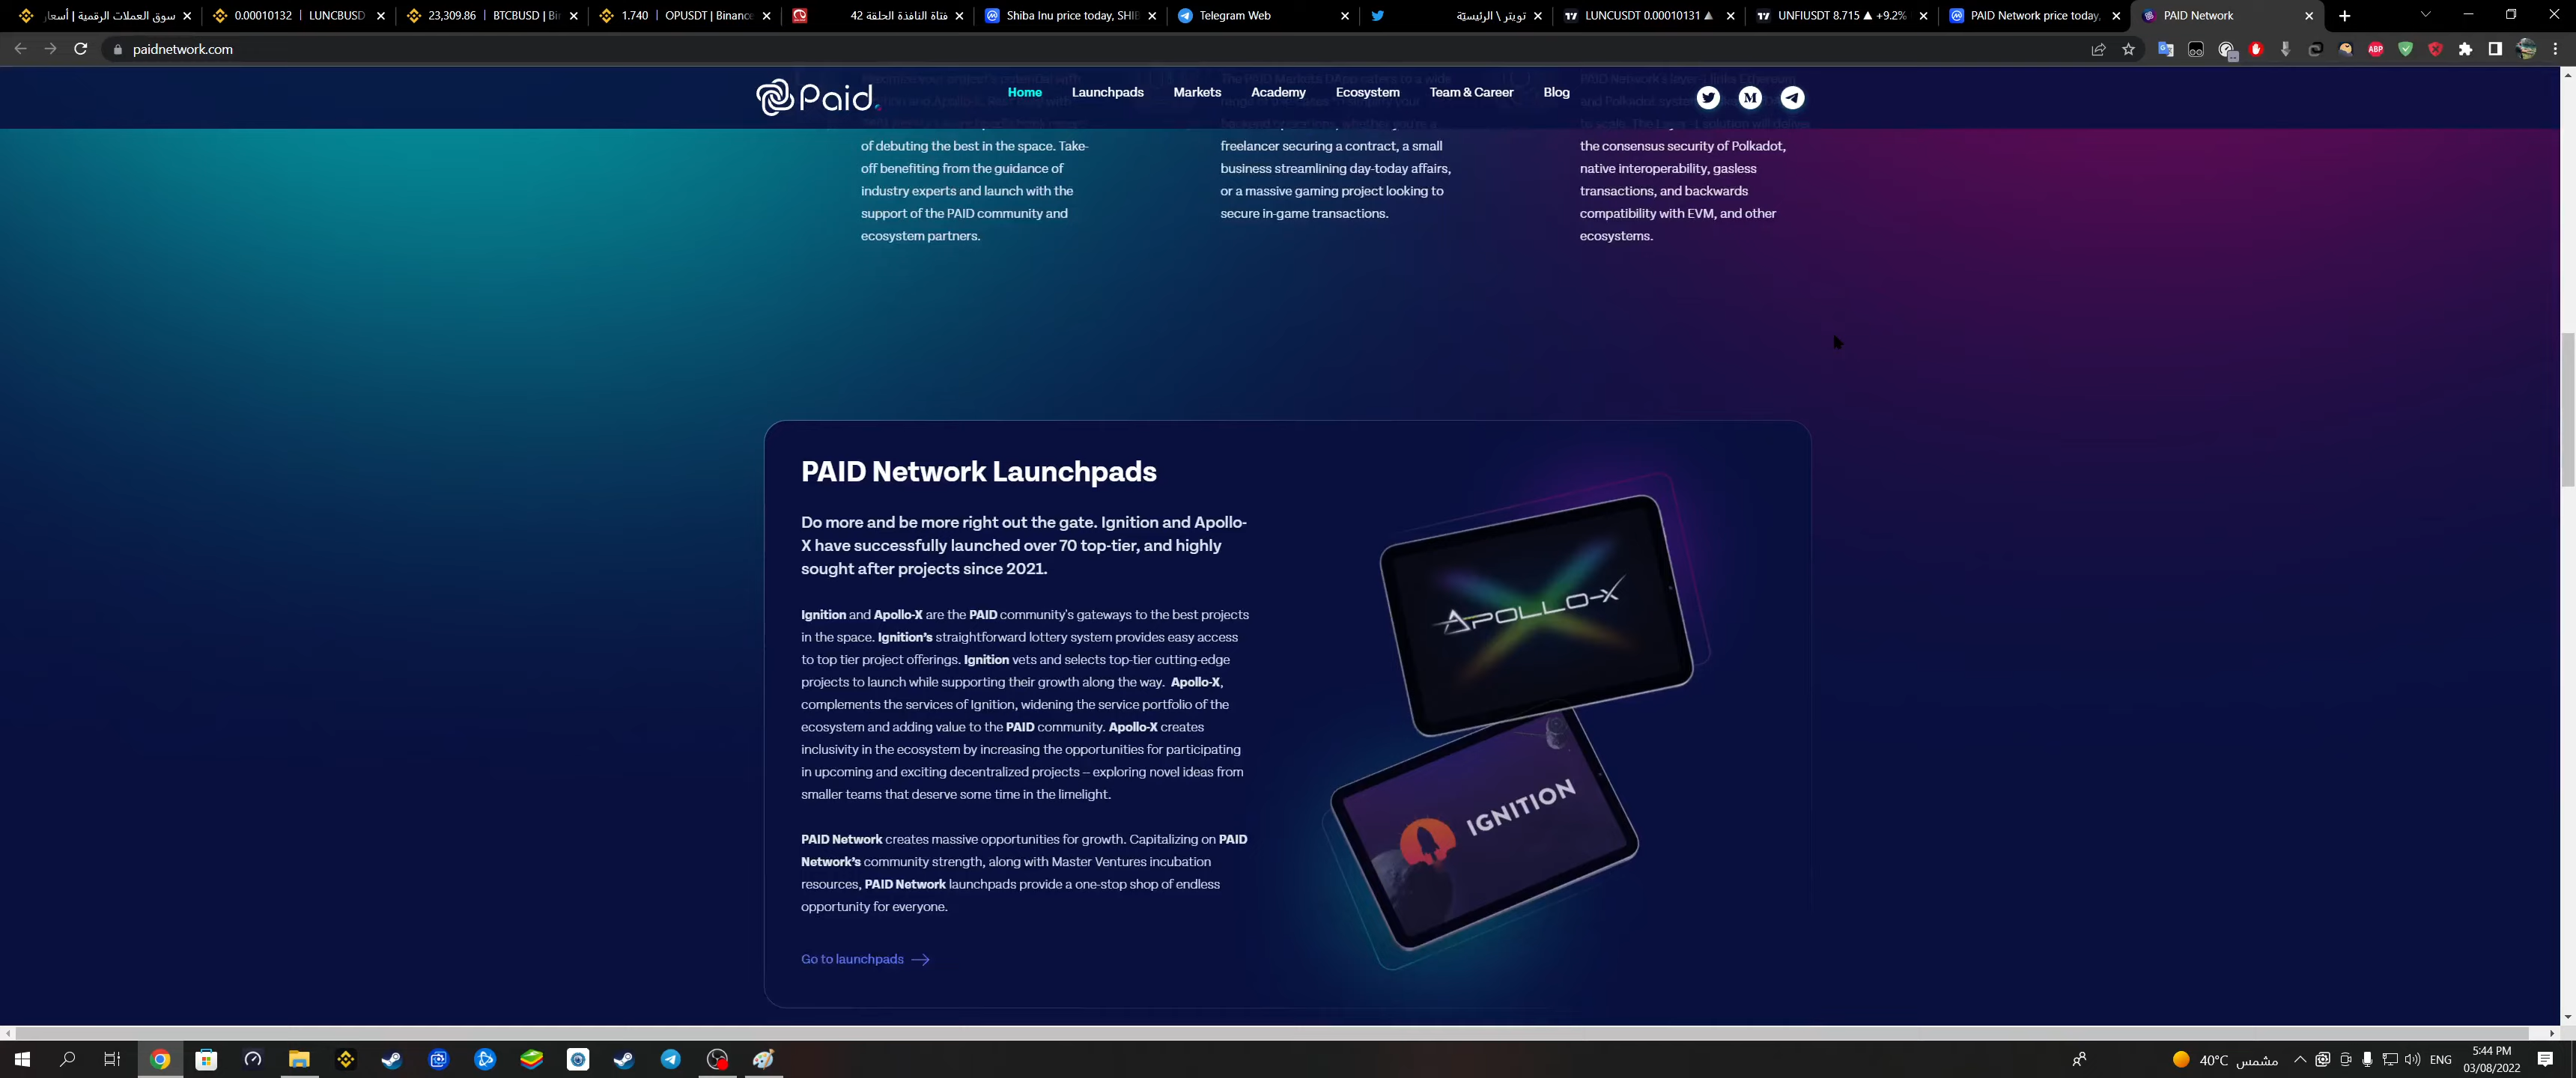 سوق العملات الرقمية | أسعار
0.00010132 | LUNCBUSD
23,309.86 | BTCBUSD | Bi
1.740 | OPUSDT | Binance
فتاة النافذة الحلقة 42
Shiba Inu price today, SHI
Telegram Web
تويتر \ الرئيسيّة
LUNCUSDT 0.00010131 ▲
UNFIUSDT 8.715 ▲ +9.2%
PAID Network price today,
PAID Network
paidnetwork.com
Paid.
Home
Launchpads
Markets
Academy
Ecosystem
Team & Career
Blog
of debuting the best in the space. Take-
off benefiting from the guidance of
industry experts and launch with the
support of the PAID community and
ecosystem partners.
freelancer securing a contract, a small
business streamlining day-today affairs,
or a massive gaming project looking to
secure in-game transactions.
the consensus security of Polkadot,
native interoperability, gasless
transactions, and backwards
compatibility with EVM, and other
ecosystems.
PAID Network Launchpads
Do more and be more right out the gate. Ignition and Apollo-
X have successfully launched over 70 top-tier, and highly
sought after projects since 2021.
Ignition and Apollo-X are the PAID community's gateways to the best projects
in the space. Ignition's straightforward lottery system provides easy access
to top tier project offerings. Ignition vets and selects top-tier cutting-edge
projects to launch while supporting their growth along the way. Apollo-X,
complements the services of Ignition, widening the service portfolio of the
ecosystem and adding value to the PAID community. Apollo-X creates
inclusivity in the ecosystem by increasing the opportunities for participating
in upcoming and exciting decentralized projects – exploring novel ideas from
smaller teams that deserve some time in the limelight.
PAID Network creates massive opportunities for growth. Capitalizing on PAID
Network's community strength, along with Master Ventures incubation
resources, PAID Network launchpads provide a one-stop shop of endless
opportunity for everyone.
Go to launchpads
APOLLO-X
IGNITION
40°C مشمس
ENG
5:44 PM
03/08/2022